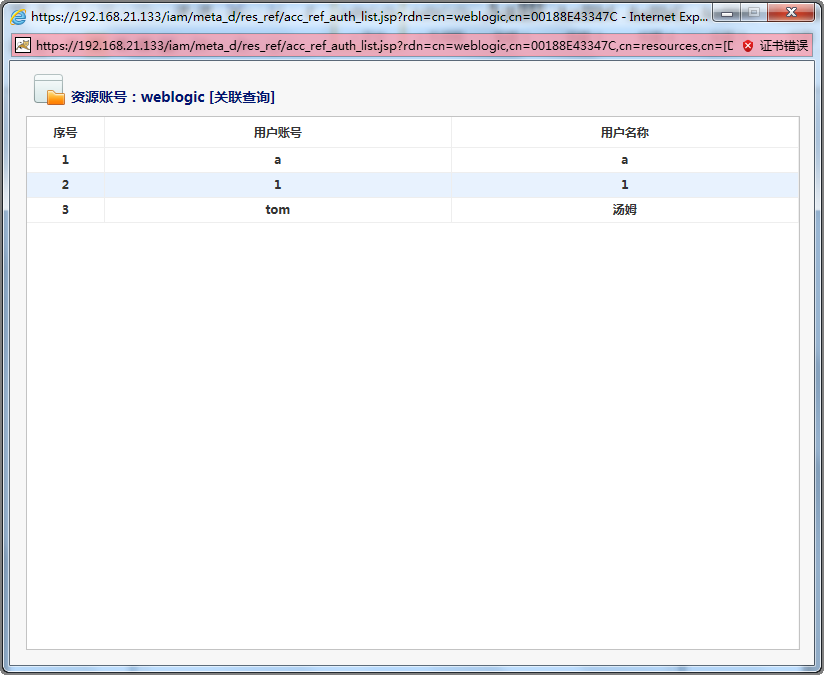 https://192.168.21.133/iam/meta_d/res_ref/acc_ref_auth_list.jsp?rdn=cn=weblogic,cn=00188E43347C - Internet Exp...
https://192.168.21.133/iam/meta_d/res_ref/acc_ref_auth_list.jsp?rdn=cn=weblogic,cn=00188E43347C,cn=resources,cn=[D 证书错误
资源账号：weblogic [关联查询]
序号 用户账号 用户名称
1 a a
2 1 1
3 tom 汤姆